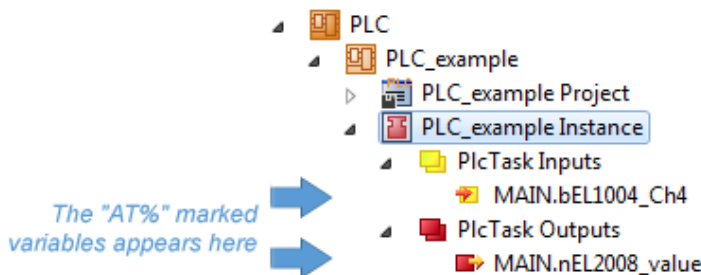 PLC
PLC_example
PLC_example Project
PLC_example Instance
PlcTask Inputs
MAIN.bEL1004_Ch4
PlcTask Outputs
MAIN.nEL2008_value
The "AT%" marked
variables appears here